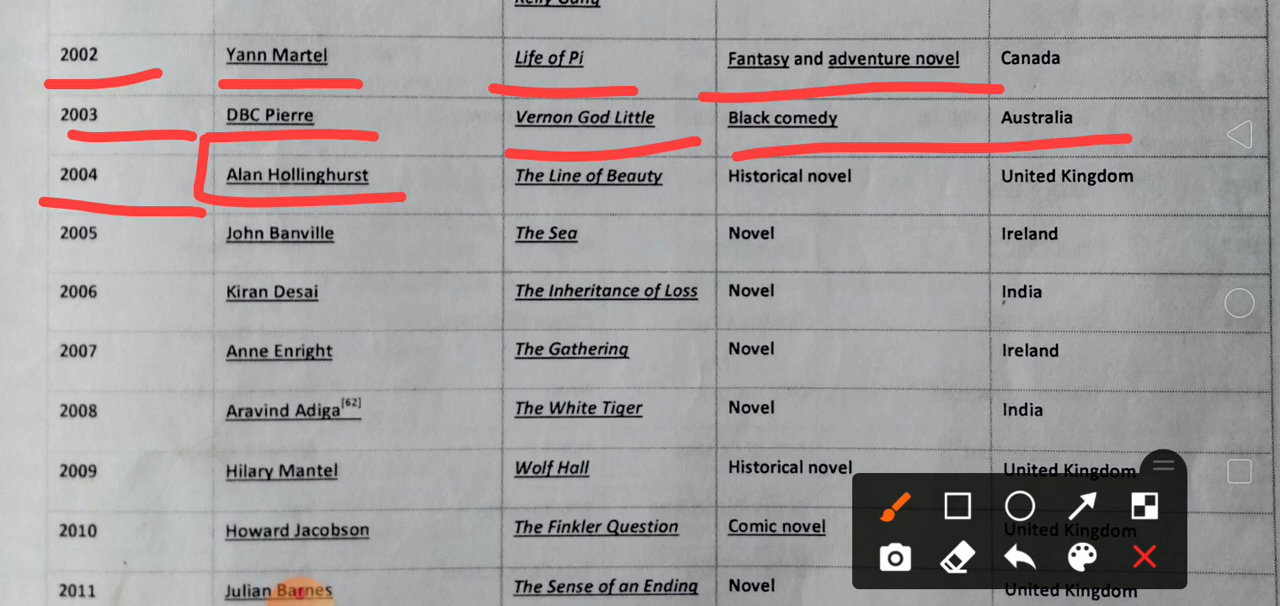 Kelly Gang
2002 Yann Martel Life of Pi Fantasy and adventure novel Canada
2003 DBC Pierre Vernon God Little Black comedy Australia
2004 Alan Hollinghurst The Line of Beauty Historical novel United Kingdom
2005 John Banville The Sea Novel Ireland
2006 Kiran Desai The Inheritance of Loss Novel India
2007 Anne Enright The Gathering Novel Ireland
2008 Aravind Adiga[62] The White Tiger Novel India
2009 Hilary Mantel Wolf Hall Historical novel United Kingdom
2010 Howard Jacobson The Finkler Question Comic novel United Kingdom
2011 Julian Barnes The Sense of an Ending Novel United Kingdom